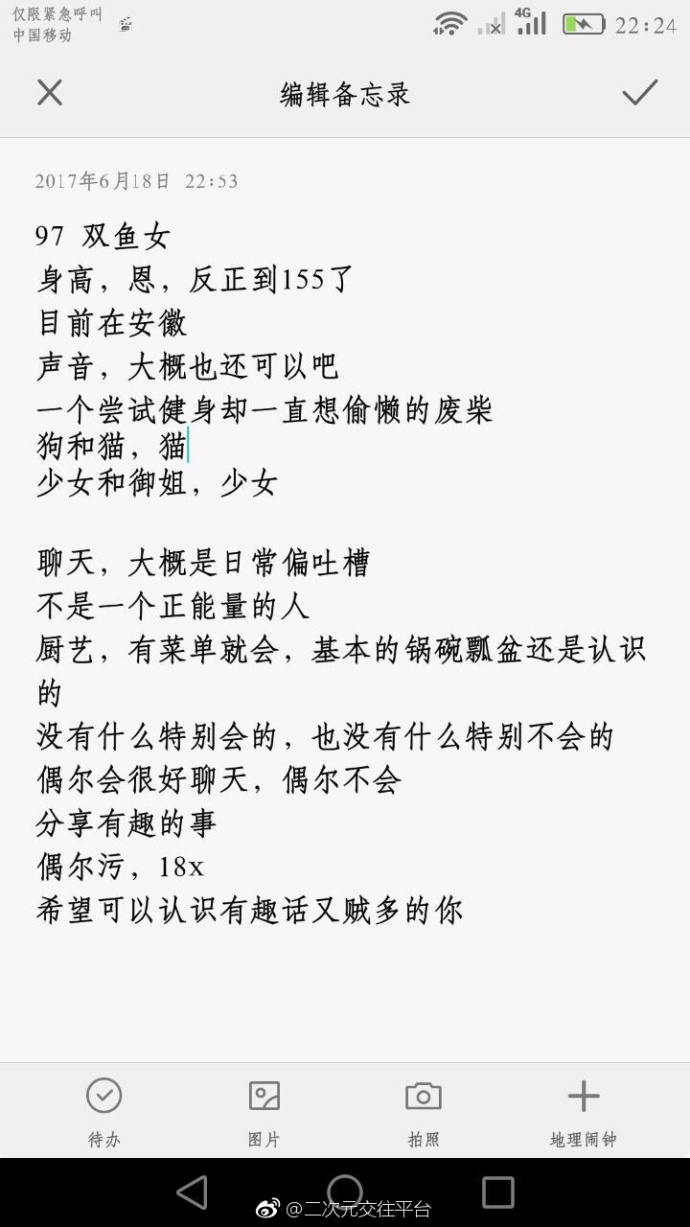 仅限紧急呼叫
中国移动
4G
22:24
编辑备忘录
2017年6月18日 22:53
97 双鱼女
身高，恩，反正到155了
目前在安徽
声音，大概也还可以吧
一个尝试健身却一直想偷懒的废柴
狗和猫，猫
少女和御姐，少女
聊天，大概是日常偏吐槽
不是一个正能量的人
厨艺，有菜单就会，基本的锅碗瓢盆还是认识
的
没有什么特别会的，也没有什么特别不会的
偶尔会很好聊天，偶尔不会
分享有趣的事
偶尔污，18x
希望可以认识有趣话又贼多的你
待办
图片
拍照
地理闹钟
@二次元交往平台